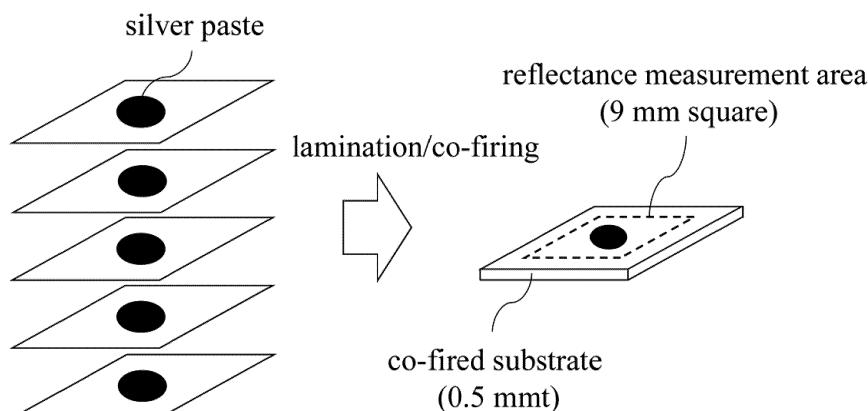 silver paste
reflectance measurement area
(9 mm square)
lamination/co-firing
co-fired substrate
(0.5 mmt)